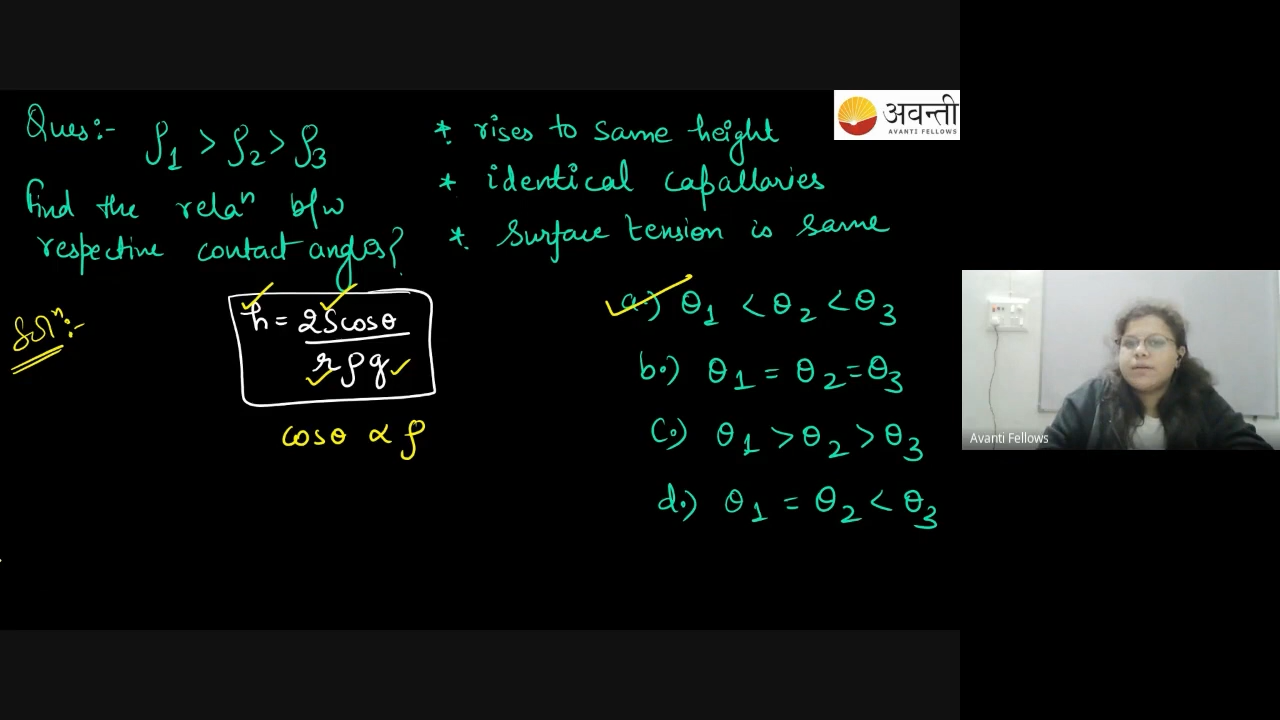 Ques:- ρ1 > ρ2 > ρ3
Find the relaⁿ b/w
respective contact angles?
* rises to same height
* identical capallaries
* Surface tension is same
अवन्ती
AVANTI FELLOWS
Solⁿ:-
h = 2Scosθ / rρg
cosθ ∝ ρ
a.) θ1 < θ2 < θ3
b.) θ1 = θ2 = θ3
C.) θ1 > θ2 > θ3
d.) θ1 = θ2 < θ3
Avanti Fellows